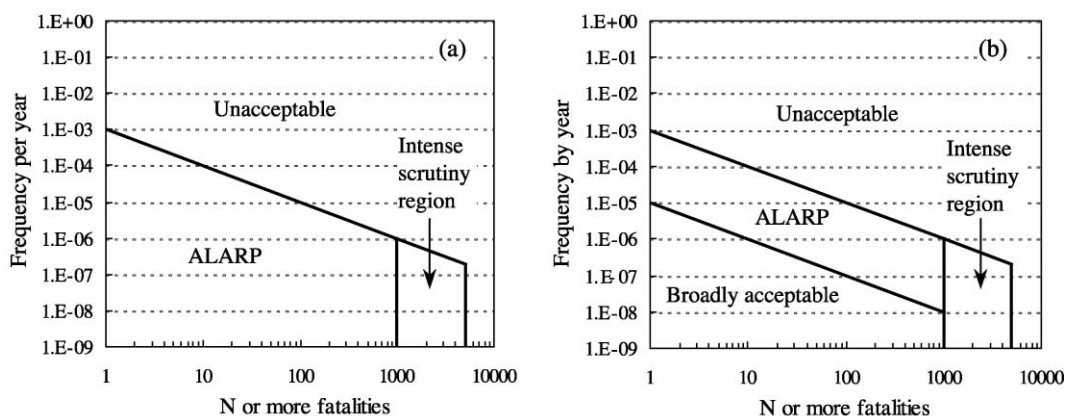 (a)
Frequency per year
1.E+00
1.E-01
1.E-02
1.E-03
1.E-04
1.E-05
1.E-06
1.E-07
1.E-08
1.E-09
Unacceptable
Intense
scrutiny
region
ALARP
1 10 100 1000 10000
N or more fatalities
(b)
Frequency by year
1.E+00
1.E-01
1.E-02
1.E-03
1.E-04
1.E-05
1.E-06
1.E-07
1.E-08
1.E-09
Unacceptable
Intense
scrutiny
region
ALARP
Broadly acceptable
1 10 100 1000 10000
N or more fatalities